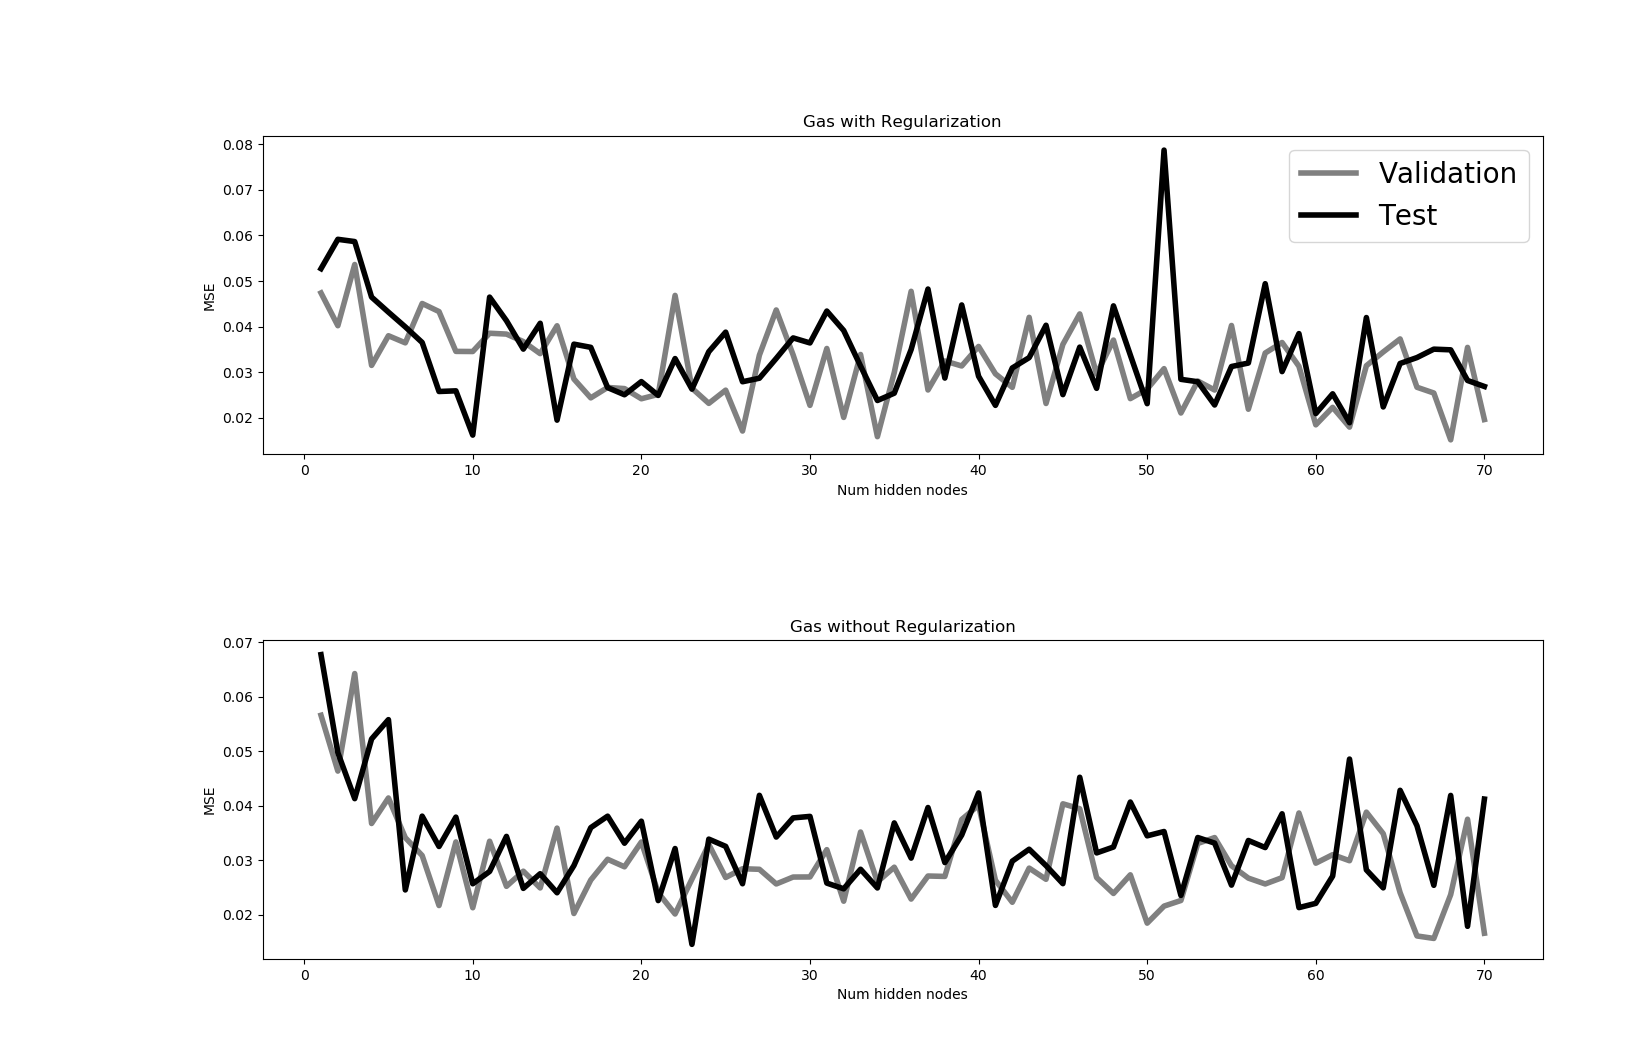 Gas with Regularization
0.08
0.07
0.06
0.05
0.04
0.03
0.02
MSE
Validation
Test
0 10 20 30 40 50 60 70
Num hidden nodes
Gas without Regularization
0.07
0.06
0.05
0.04
0.03
0.02
MSE
0 10 20 30 40 50 60 70
Num hidden nodes